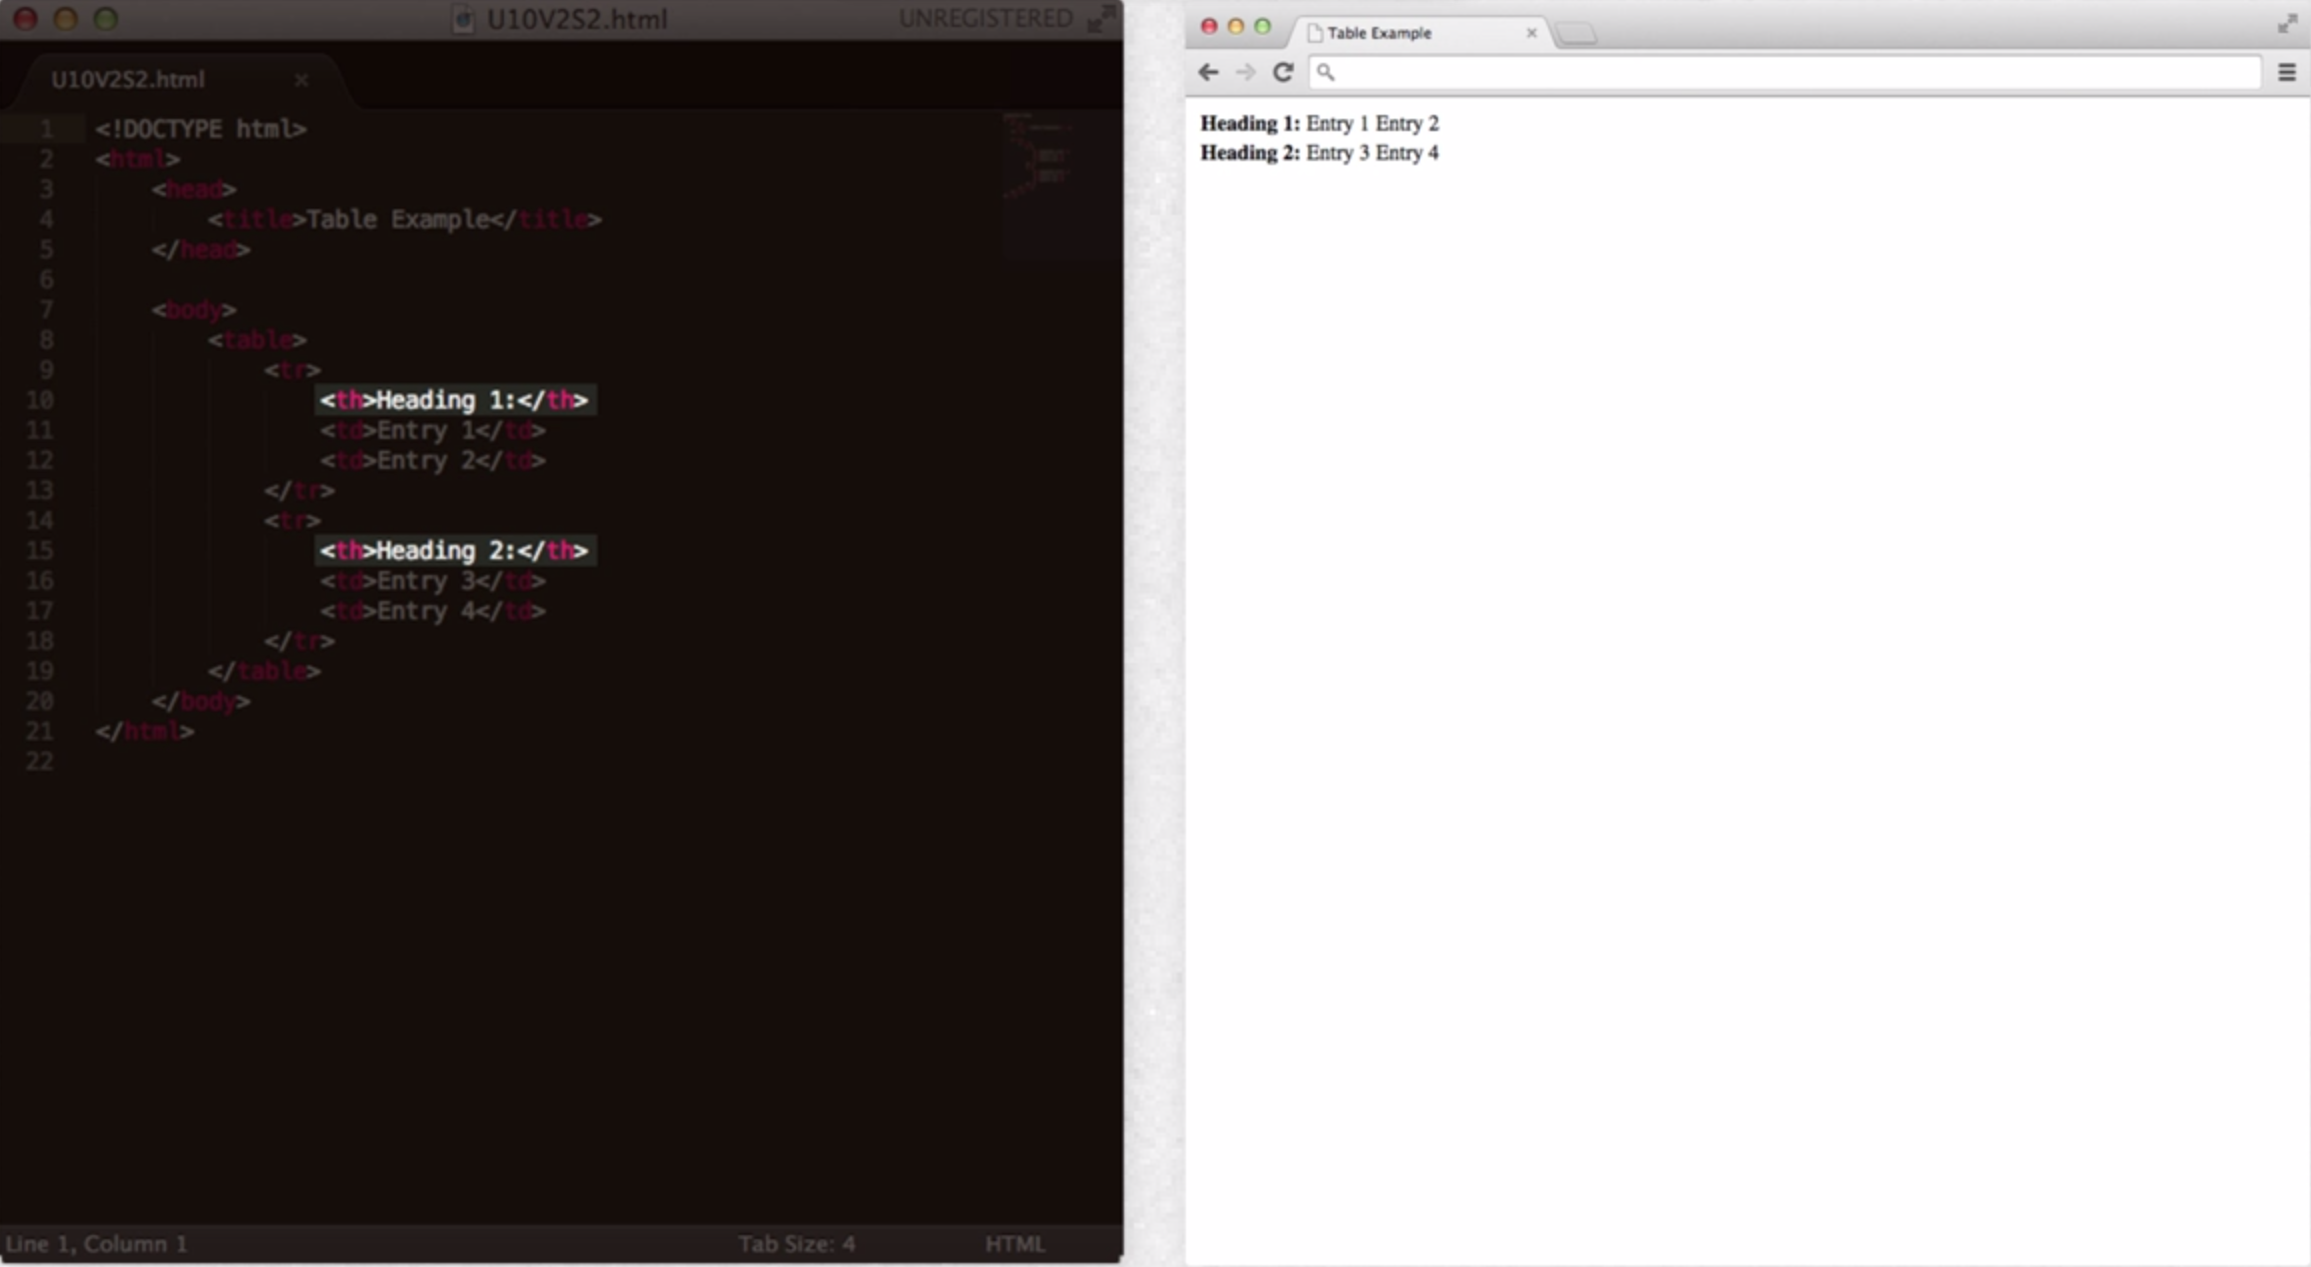 U10V2S2.html UNREGISTERED
U10V2S2.html ×
1 <!DOCTYPE html>
2 <html>
3 <head>
4 <title>Table Example</title>
5 </head>
6
7 <body>
8 <table>
9 <tr>
10 <th>Heading 1:</th>
11 <td>Entry 1</td>
12 <td>Entry 2</td>
13 </tr>
14 <tr>
15 <th>Heading 2:</th>
16 <td>Entry 3</td>
17 <td>Entry 4</td>
18 </tr>
19 </table>
20 </body>
21 </html>
22
Line 1, Column 1 Tab Size: 4 HTML
Table Example ×
Heading 1: Entry 1 Entry 2
Heading 2: Entry 3 Entry 4